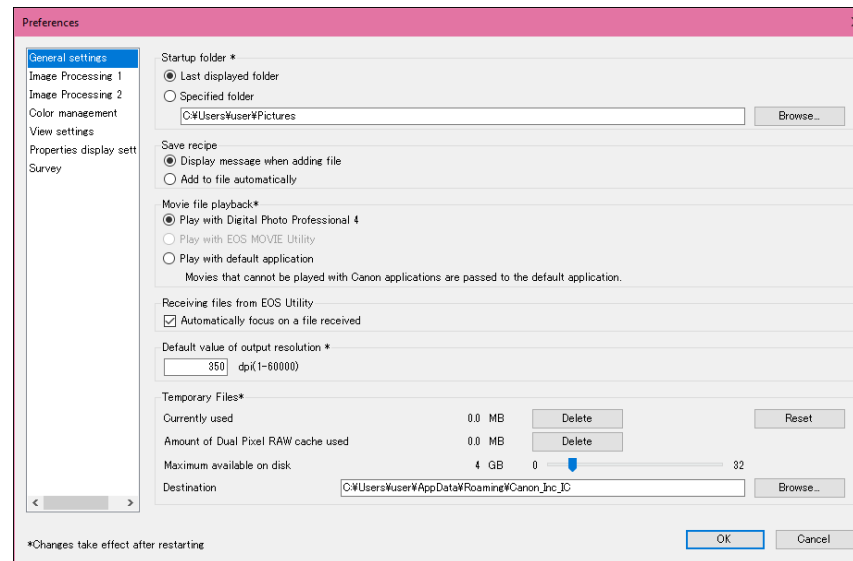 Preferences
General settings
Image Processing 1
Image Processing 2
Color management
View settings
Properties display sett
Survey
Startup folder *
Last displayed folder
Specified folder
C:¥Users¥user¥Pictures
Browse...
Save recipe
Display message when adding file
Add to file automatically
Movie file playback*
Play with Digital Photo Professional 4
Play with EOS MOVIE Utility
Play with default application
Movies that cannot be played with Canon applications are passed to the default application.
Receiving files from EOS Utility
Automatically focus on a file received
Default value of output resolution *
350 dpi(1-60000)
Temporary Files*
Currently used 0.0 MB Delete Reset
Amount of Dual Pixel RAW cache used 0.0 MB Delete
Maximum available on disk 4 GB 0 32
Destination C:¥Users¥user¥AppData¥Roaming¥Canon_Inc_IC Browse...
*Changes take effect after restarting
OK Cancel